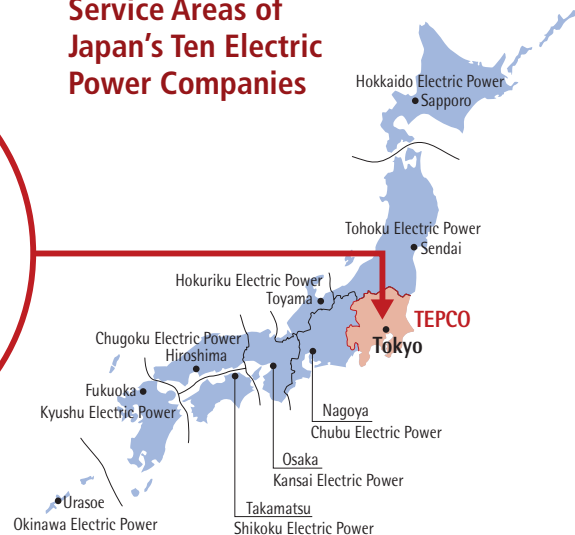 Service Areas of
Japan's Ten Electric
Power Companies
Hokkaido Electric Power
Sapporo
Tohoku Electric Power
Sendai
Hokuriku Electric Power
Toyama
TEPCO
Tokyo
Chugoku Electric Power
Hiroshima
Fukuoka
Kyushu Electric Power
Nagoya
Chubu Electric Power
Osaka
Kansai Electric Power
Urasoe
Okinawa Electric Power
Takamatsu
Shikoku Electric Power